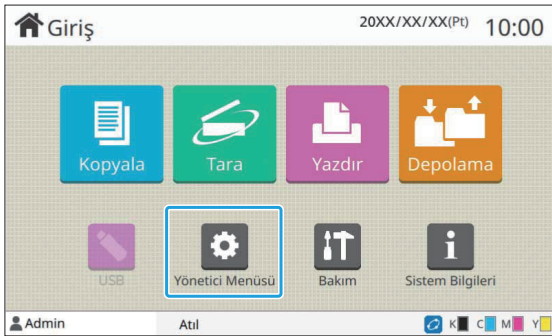 Giriş 20XX/XX/XX(Pt) 10:00
Kopyala Tara Yazdır Depolama
USB Yönetici Menüsü Bakım Sistem Bilgileri
Admin Atıl K C M Y